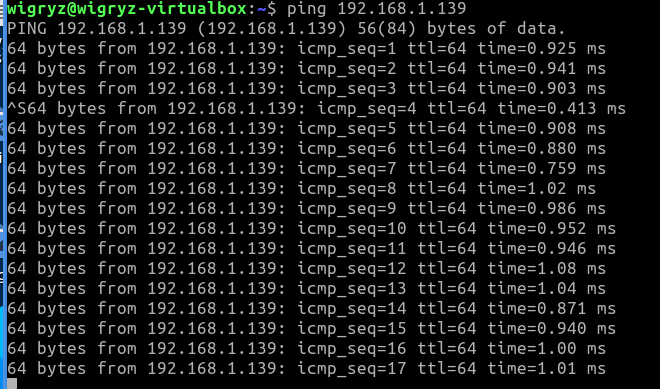 wigryz@wigryz-virtualbox:~$ ping 192.168.1.139
PING 192.168.1.139 (192.168.1.139) 56(84) bytes of data.
64 bytes from 192.168.1.139: icmp_seq=1 ttl=64 time=0.925 ms
64 bytes from 192.168.1.139: icmp_seq=2 ttl=64 time=0.941 ms
64 bytes from 192.168.1.139: icmp_seq=3 ttl=64 time=0.903 ms
^S64 bytes from 192.168.1.139: icmp_seq=4 ttl=64 time=0.413 ms
64 bytes from 192.168.1.139: icmp_seq=5 ttl=64 time=0.908 ms
64 bytes from 192.168.1.139: icmp_seq=6 ttl=64 time=0.880 ms
64 bytes from 192.168.1.139: icmp_seq=7 ttl=64 time=0.759 ms
64 bytes from 192.168.1.139: icmp_seq=8 ttl=64 time=1.02 ms
64 bytes from 192.168.1.139: icmp_seq=9 ttl=64 time=0.986 ms
64 bytes from 192.168.1.139: icmp_seq=10 ttl=64 time=0.952 ms
64 bytes from 192.168.1.139: icmp_seq=11 ttl=64 time=0.946 ms
64 bytes from 192.168.1.139: icmp_seq=12 ttl=64 time=1.08 ms
64 bytes from 192.168.1.139: icmp_seq=13 ttl=64 time=1.04 ms
64 bytes from 192.168.1.139: icmp_seq=14 ttl=64 time=0.871 ms
64 bytes from 192.168.1.139: icmp_seq=15 ttl=64 time=0.940 ms
64 bytes from 192.168.1.139: icmp_seq=16 ttl=64 time=1.00 ms
64 bytes from 192.168.1.139: icmp_seq=17 ttl=64 time=1.01 ms